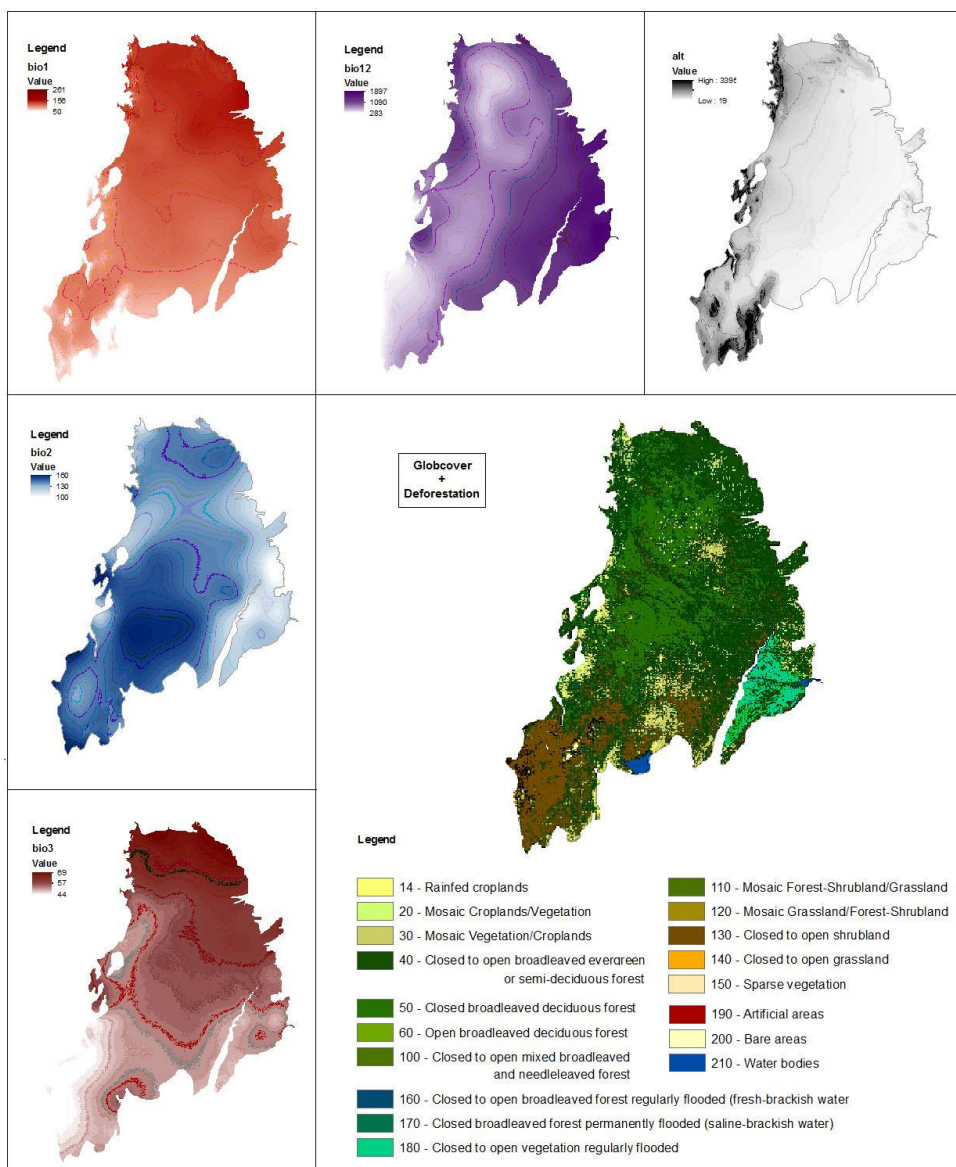 Legend
bio1
Value
261
156
50
Legend
bio12
Value
1897
1090
283
alt
Value
High : 3395
Low : 19
Legend
bio2
Value
160
130
100
Globcover
+
Deforestation
Legend
bio3
Value
69
57
44
Legend
14 - Rainfed croplands
20 - Mosaic Croplands/Vegetation
30 - Mosaic Vegetation/Croplands
40 - Closed to open broadleaved evergreen
or semi-deciduous forest
50 - Closed broadleaved deciduous forest
60 - Open broadleaved deciduous forest
100 - Closed to open mixed broadleaved
and needleleaved forest
160 - Closed to open broadleaved forest regularly flooded (fresh-brackish water
170 - Closed broadleaved forest permanently flooded (saline-brackish water)
180 - Closed to open vegetation regularly flooded
110 - Mosaic Forest-Shrubland/Grassland
120 - Mosaic Grassland/Forest-Shrubland
130 - Closed to open shrubland
140 - Closed to open grassland
150 - Sparse vegetation
190 - Artificial areas
200 - Bare areas
210 - Water bodies